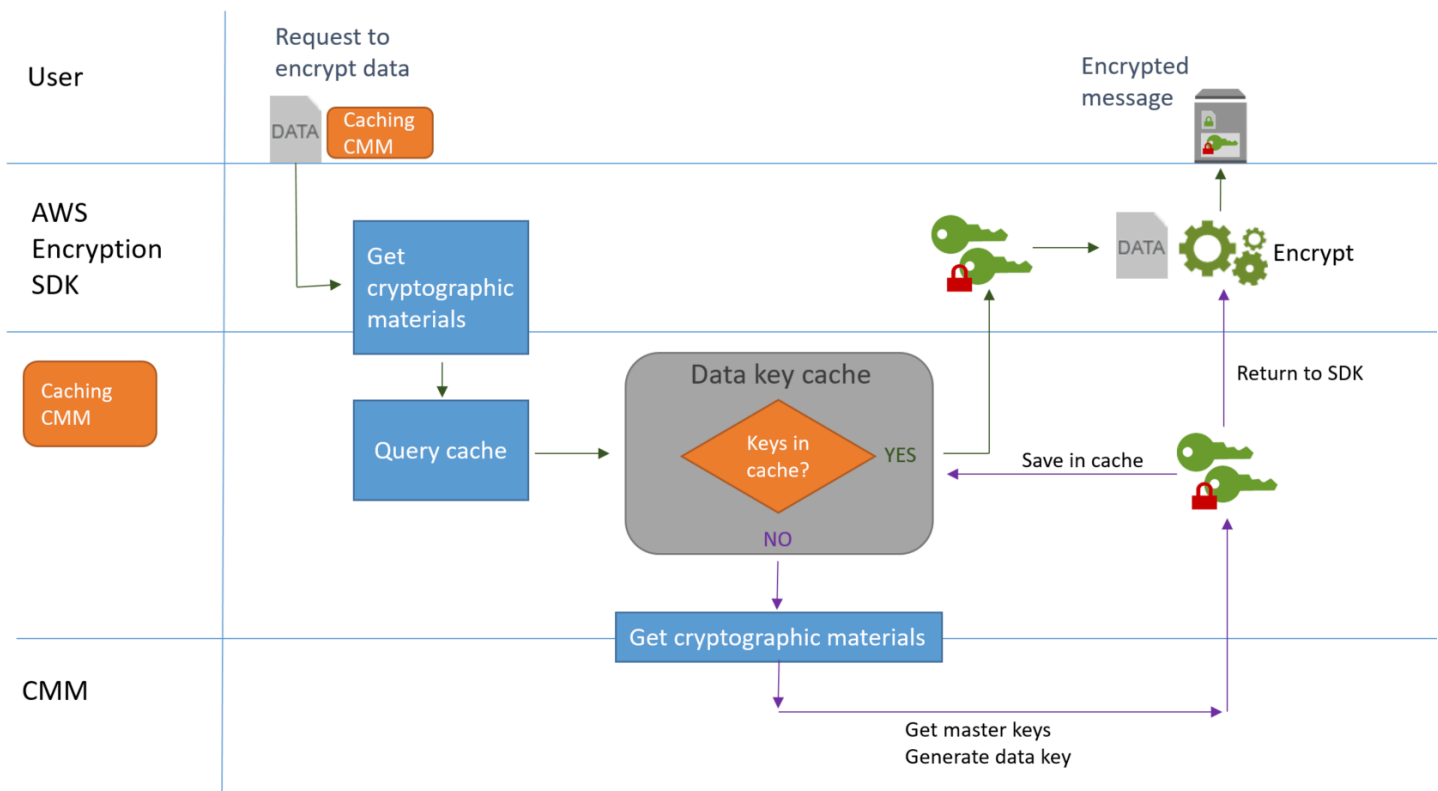 User
Request to
encrypt data
DATA
Caching
CMM
Encrypted
message
AWS
Encryption
SDK
Get
cryptographic
materials
DATA
Encrypt
Caching
CMM
Query cache
Data key cache
Keys in
cache?
YES
NO
Save in cache
Return to SDK
Get cryptographic materials
CMM
Get master keys
Generate data key